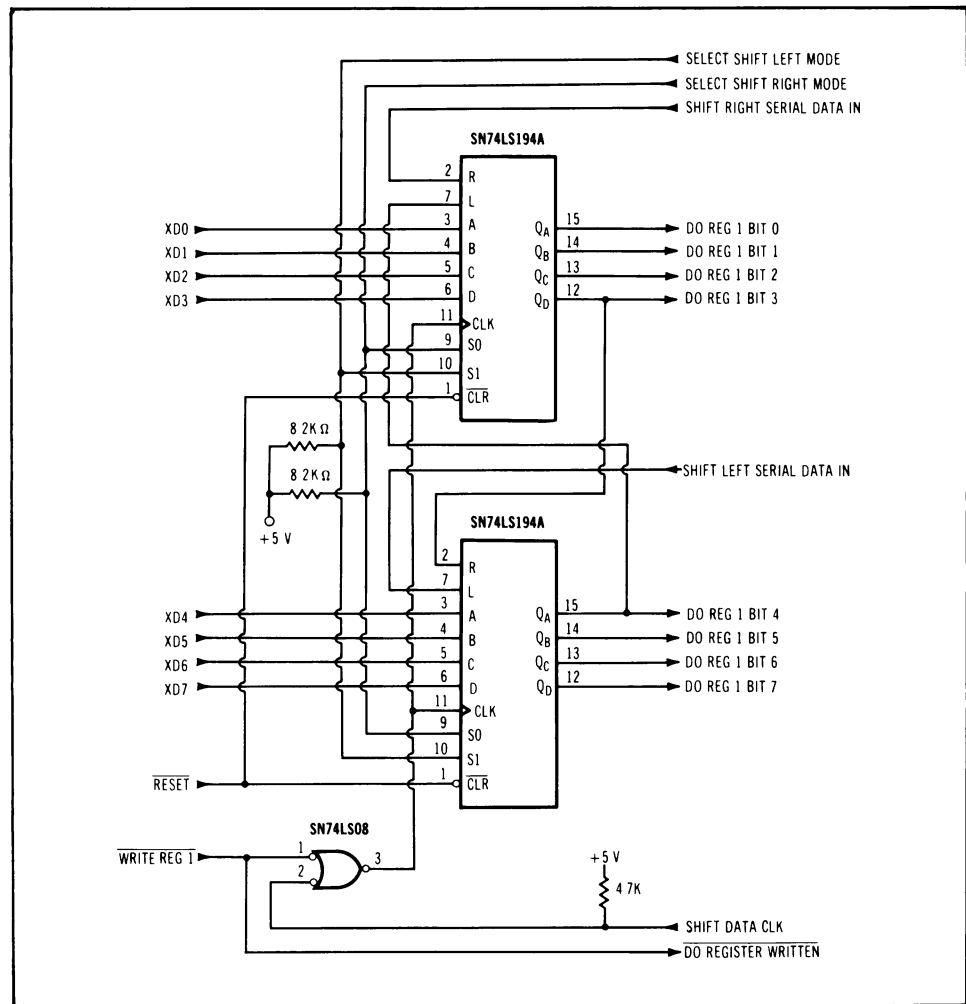 SELECT SHIFT LEFT MODE
SELECT SHIFT RIGHT MODE
SHIFT RIGHT SERIAL DATA IN
SN74LS194A
2 R
7 L
XD0 3 A QA 15 DO REG 1 BIT 0
XD1 4 B QB 14 DO REG 1 BIT 1
XD2 5 C QC 13 DO REG 1 BIT 2
XD3 6 D QD 12 DO REG 1 BIT 3
11 CLK
9 S0
10 S1
1 CLR
8 2K Ω
8 2K Ω
+5 V
SHIFT LEFT SERIAL DATA IN
SN74LS194A
2 R
7 L
XD4 3 A QA 15 DO REG 1 BIT 4
XD5 4 B QB 14 DO REG 1 BIT 5
XD6 5 C QC 13 DO REG 1 BIT 6
XD7 6 D QD 12 DO REG 1 BIT 7
11 CLK
9 S0
10 S1
RESET 1 CLR
SN74LS08
WRITE REG 1 1 3
2
+5 V
4 7K
SHIFT DATA CLK
DO REGISTER WRITTEN